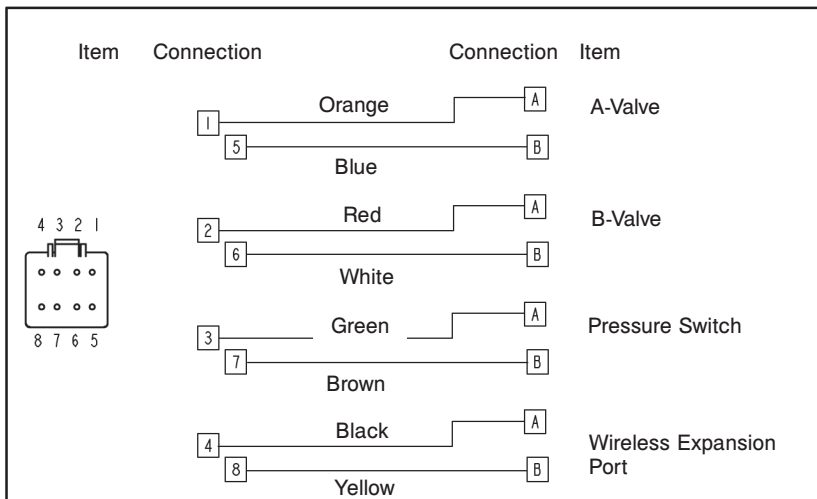 Item Connection Connection Item
Orange A A-Valve
1
5 B
Blue
Red A B-Valve
2
6 B
White
4 3 2 1
8 7 6 5
Green A Pressure Switch
3
7 B
Brown
Black A
4 Wireless Expansion
8 B Port
Yellow